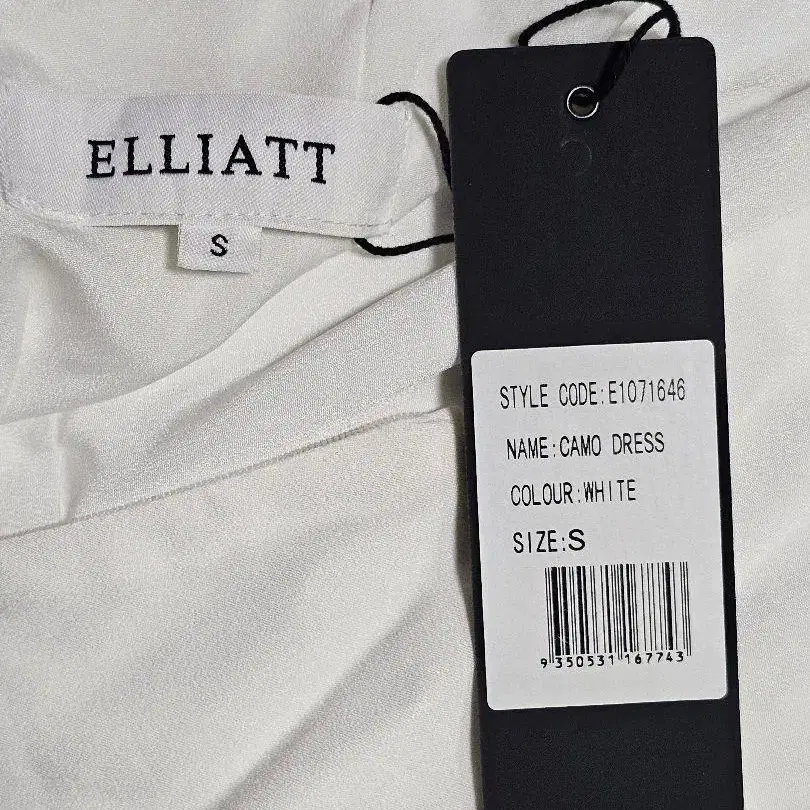 ELLIATT
S
STYLE CODE:E1071646
NAME:CAMO DRESS
COLOUR:WHITE
SIZE:S
9 350531 167743